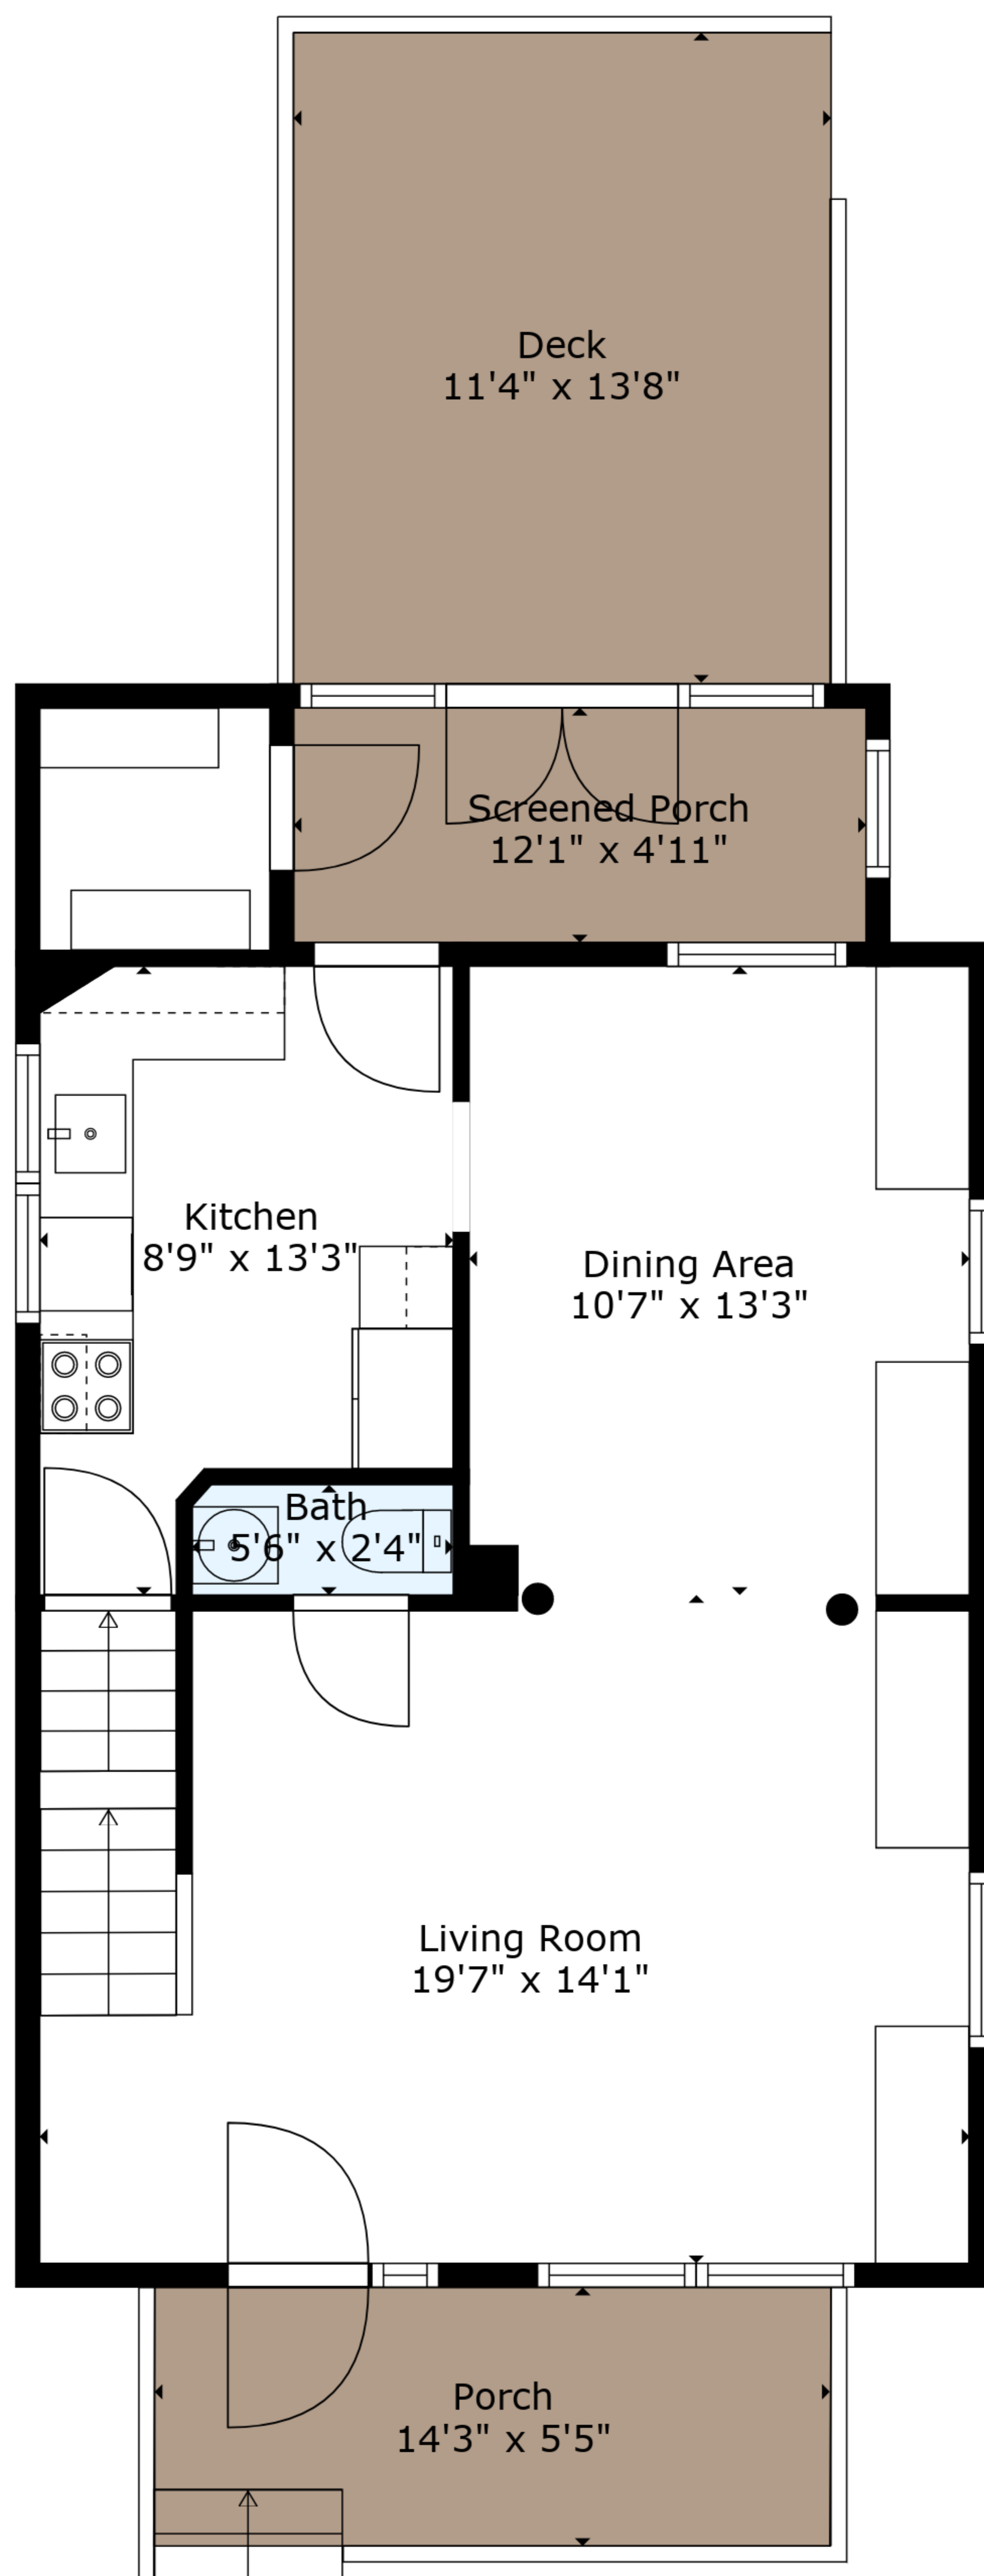 Deck
11'4" x 13'8"
Screened Porch
12'1" x 4'11"
Kitchen
8'9" x 13'3"
Dining Area
10'7" x 13'3"
Bath
5'6" x 2'4"
Living Room
19'7" x 14'1"
Porch
14'3" x 5'5"